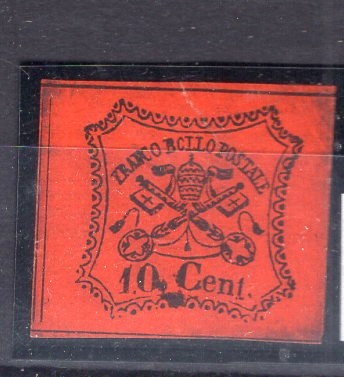 FRANCO BOLLO POSTALE
10 Cent.